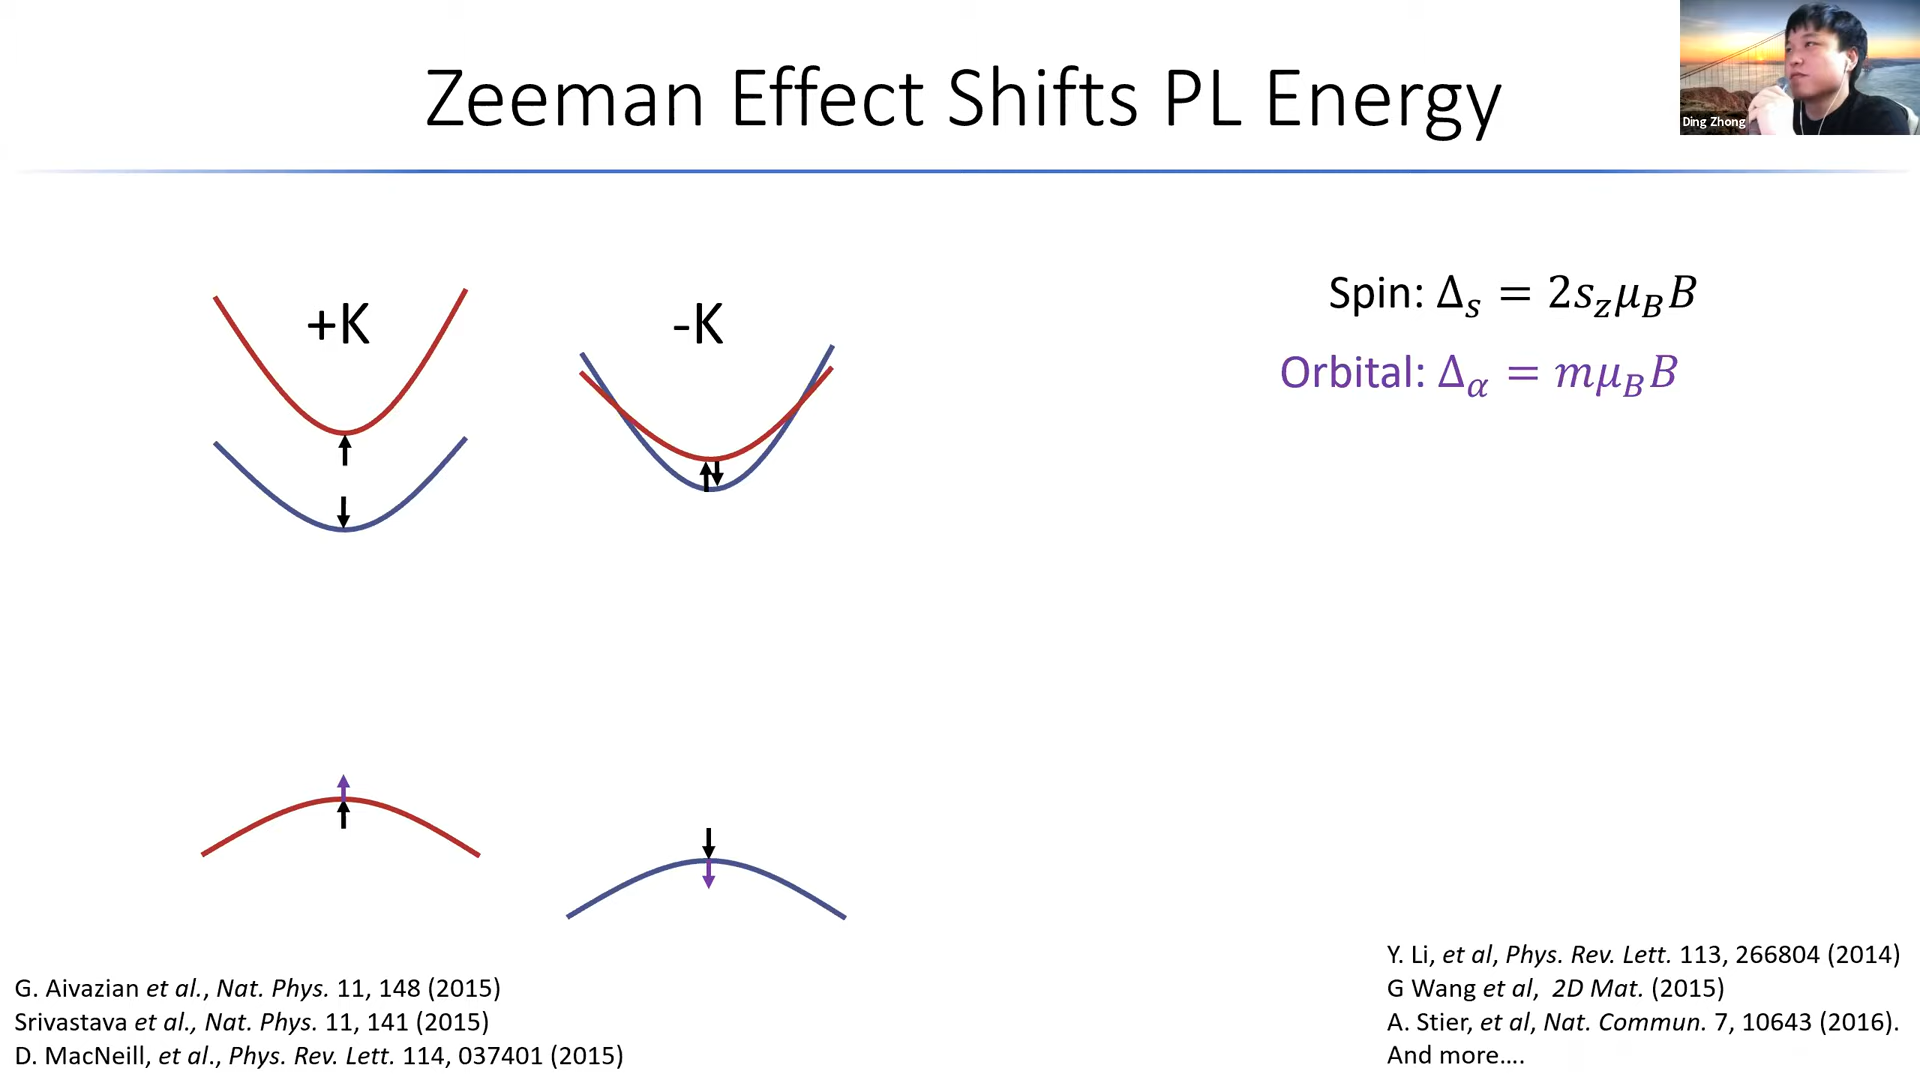 Zeeman Effect Shifts PL Energy
Ding Zhong
+K
-K
Spin: Δₛ = 2s_zμ_BB
Orbital: Δ_α = mμ_BB
G. Aivazian et al., Nat. Phys. 11, 148 (2015)
Srivastava et al., Nat. Phys. 11, 141 (2015)
D. MacNeill, et al., Phys. Rev. Lett. 114, 037401 (2015)
Y. Li, et al, Phys. Rev. Lett. 113, 266804 (2014)
G Wang et al, 2D Mat. (2015)
A. Stier, et al, Nat. Commun. 7, 10643 (2016).
And more....